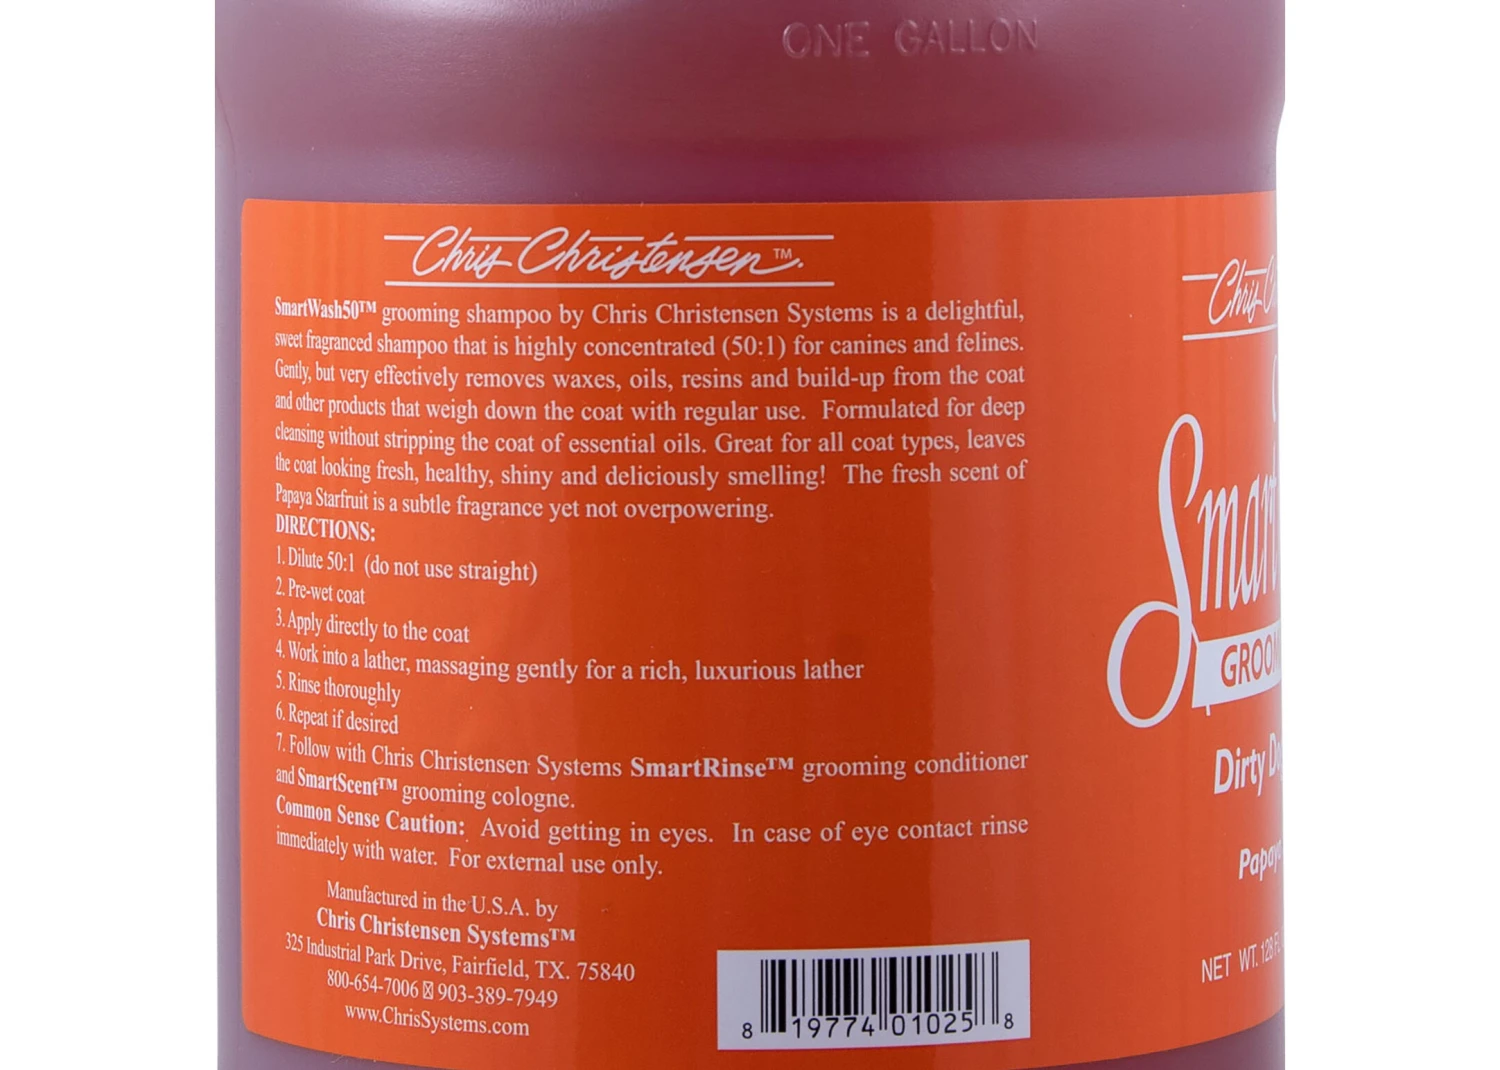 ONE GALLON
Chris Christensen™.
SmartWash50™ grooming shampoo by Chris Christensen Systems is a delightful,
sweet fragranced shampoo that is highly concentrated (50:1) for canines and felines.
Gently, but very effectively removes waxes, oils, resins and build-up from the coat
and other products that weigh down the coat with regular use. Formulated for deep
cleansing without stripping the coat of essential oils. Great for all coat types, leaves
the coat looking fresh, healthy, shiny and deliciously smelling! The fresh scent of
Papaya Starfruit is a subtle fragrance yet not overpowering.
DIRECTIONS:
1. Dilute 50:1 (do not use straight)
2. Pre-wet coat
3. Apply directly to the coat
4. Work into a lather, massaging gently for a rich, luxurious lather
5. Rinse thoroughly
6. Repeat if desired
7. Follow with Chris Christensen Systems SmartRinse™ grooming conditioner
and SmartScent™ grooming cologne.
Common Sense Caution: Avoid getting in eyes. In case of eye contact rinse
immediately with water. For external use only.
Manufactured in the U.S.A. by
Chris Christensen Systems™
325 Industrial Park Drive, Fairfield, TX. 75840
800-654-7006 903-389-7949
www.ChrisSystems.com
8 19774 01025 8
Chris
Smart
GROOM
Dirty Do
Papaya
NET WT. 128 FL